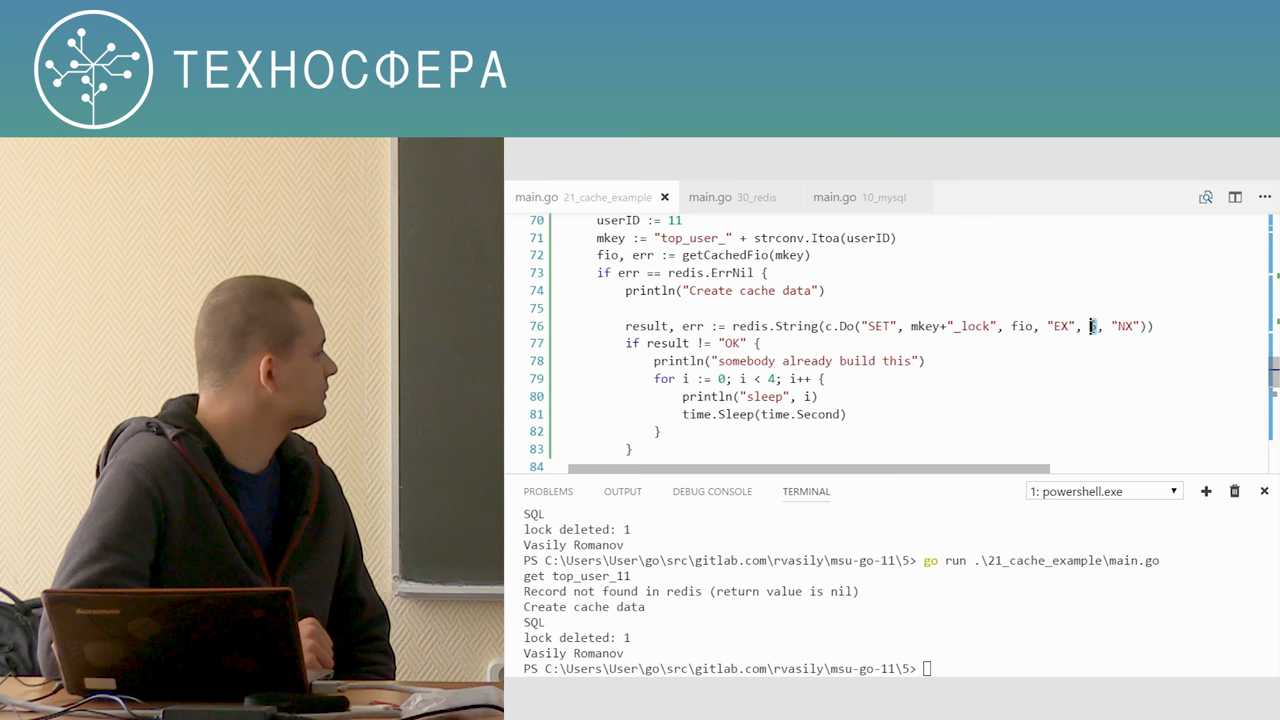 ТЕХНОСФЕРА
main.go 21_cache_example
main.go 30_redis
main.go 10_mysql
70 userID := 11
71 mkey := "top_user_" + strconv.Itoa(userID)
72 fio, err := getCachedFio(mkey)
73 if err == redis.ErrNil {
74 println("Create cache data")
75
76 result, err := redis.String(c.Do("SET", mkey+"_lock", fio, "EX", , "NX"))
77 if result != "OK" {
78 println("somebody already build this")
79 for i := 0; i < 4; i++ {
80 println("sleep", i)
81 time.Sleep(time.Second)
82 }
83 }
84
PROBLEMS OUTPUT DEBUG CONSOLE TERMINAL 1: powershell.exe
SQL
lock deleted: 1
Vasily Romanov
PS C:\Users\User\go\src\gitlab.com\rvasily\msu-go-11\5> go run .\21_cache_example\main.go
get top_user_11
Record not found in redis (return value is nil)
Create cache data
SQL
lock deleted: 1
Vasily Romanov
PS C:\Users\User\go\src\gitlab.com\rvasily\msu-go-11\5>
lenovo